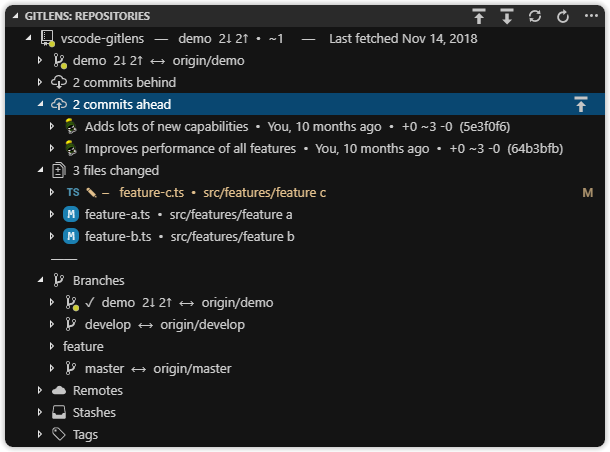 GITLENS: REPOSITORIES
vscode-gitlens — demo 2↓ 2↑ • ~1 — Last fetched Nov 14, 2018
demo 2↓ 2↑ ↔ origin/demo
2 commits behind
2 commits ahead
Adds lots of new capabilities • You, 10 months ago • +0 ~3 -0 (5e3f0f6)
Improves performance of all features • You, 10 months ago • +0 ~3 -0 (64b3bfb)
3 files changed
TS – feature-c.ts • src/features/feature c M
M feature-a.ts • src/features/feature a
M feature-b.ts • src/features/feature b
Branches
✓ demo 2↓ 2↑ ↔ origin/demo
develop ↔ origin/develop
feature
master ↔ origin/master
Remotes
Stashes
Tags